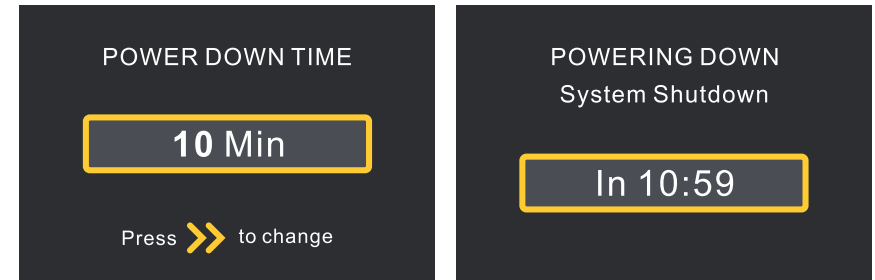 POWER DOWN TIME
10 Min
Press to change
POWERING DOWN
System Shutdown
In 10:59